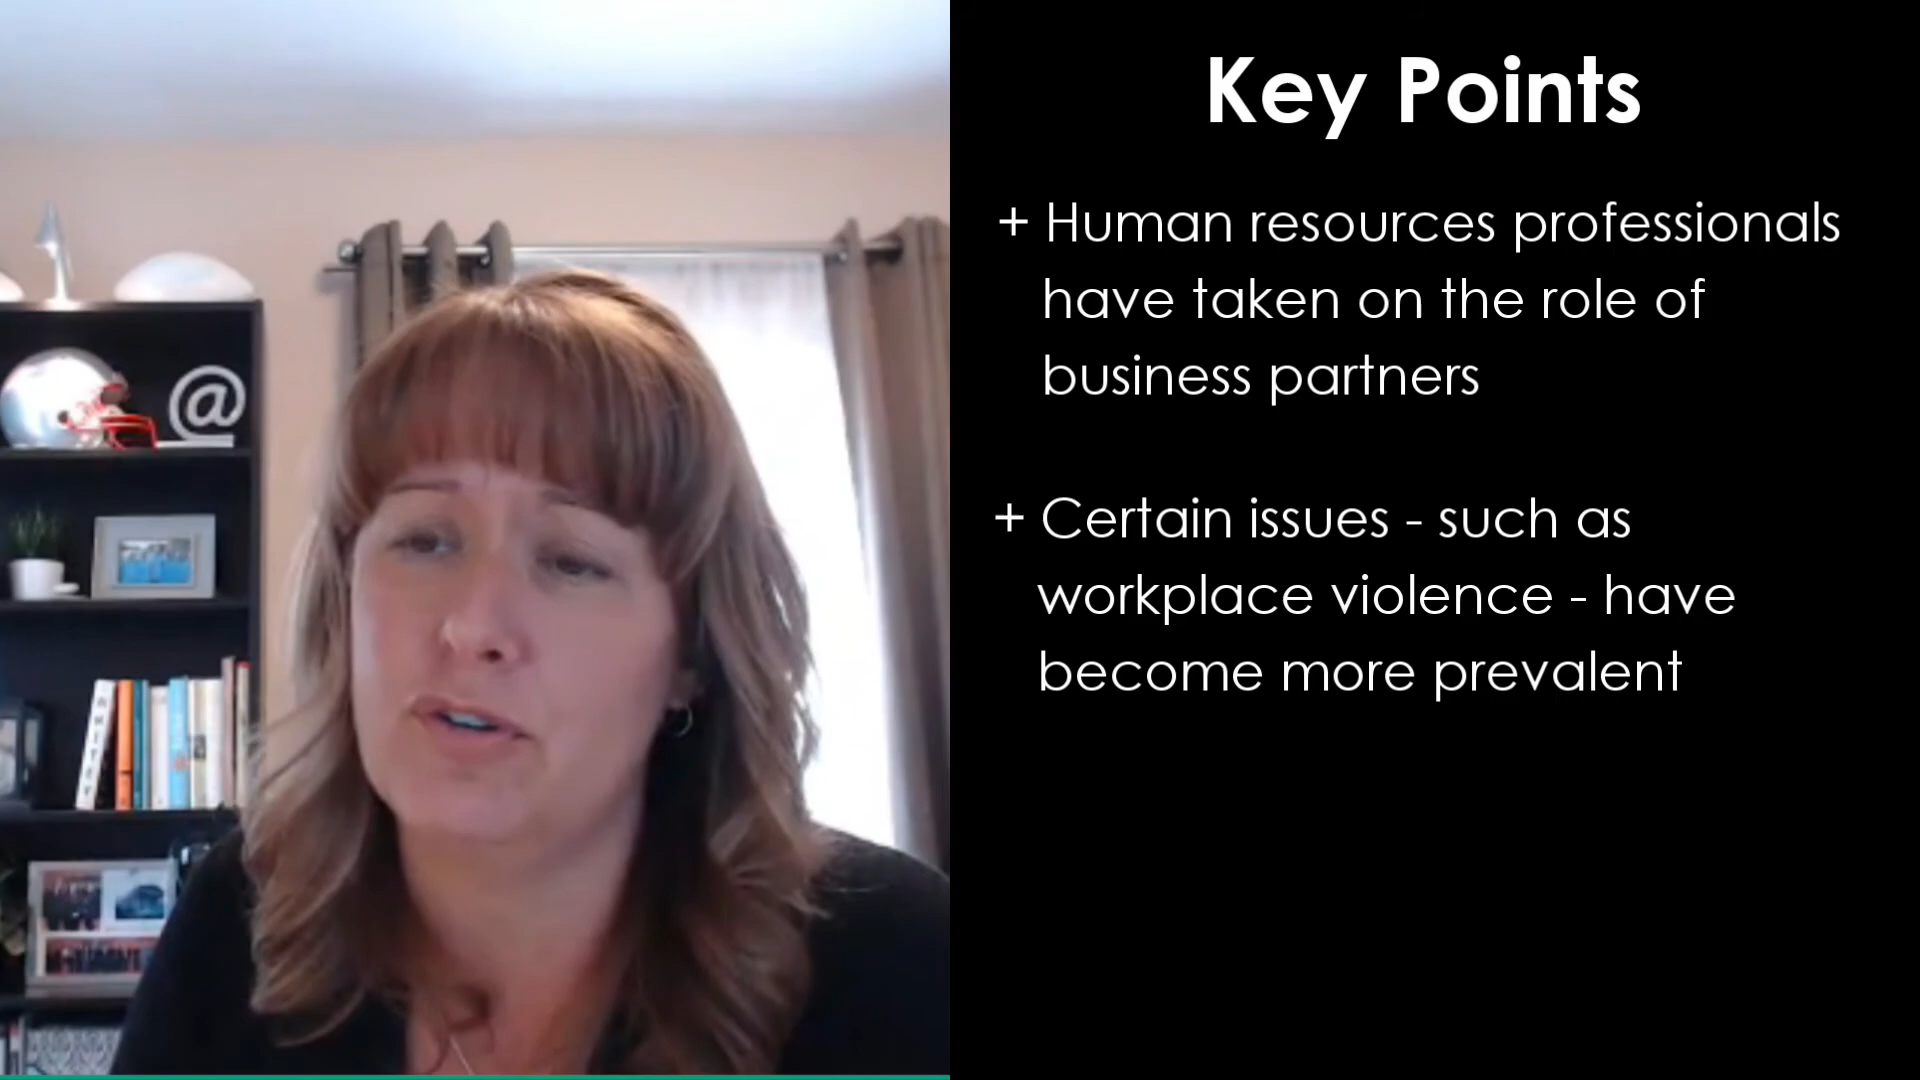 Key Points
+ Human resources professionals
have taken on the role of
business partners
+ Certain issues - such as
workplace violence - have
become more prevalent
@